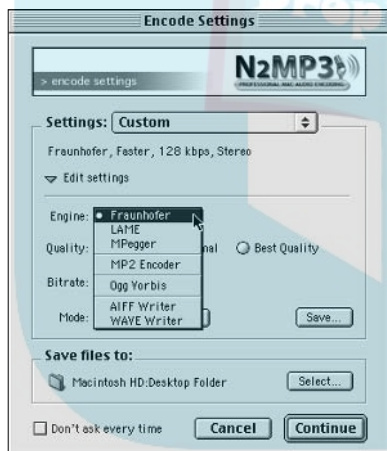 Prop
Encode Settings
> encode settings
N2MP3
PROFESSIONAL MAC AUDIO ENCODING
Settings: Custom
Fraunhofer, Faster, 128 kbps, Stereo
Edit settings
Engine: Fraunhofer
LAME
MPegger
Quality: nal Best Quality
MP2 Encoder
Bitrate: Ogg Vorbis
AIFF Writer
Mode: WAVE Writer Save...
Save files to:
Macintosh HD:Desktop Folder Select...
Don't ask every time Cancel Continue